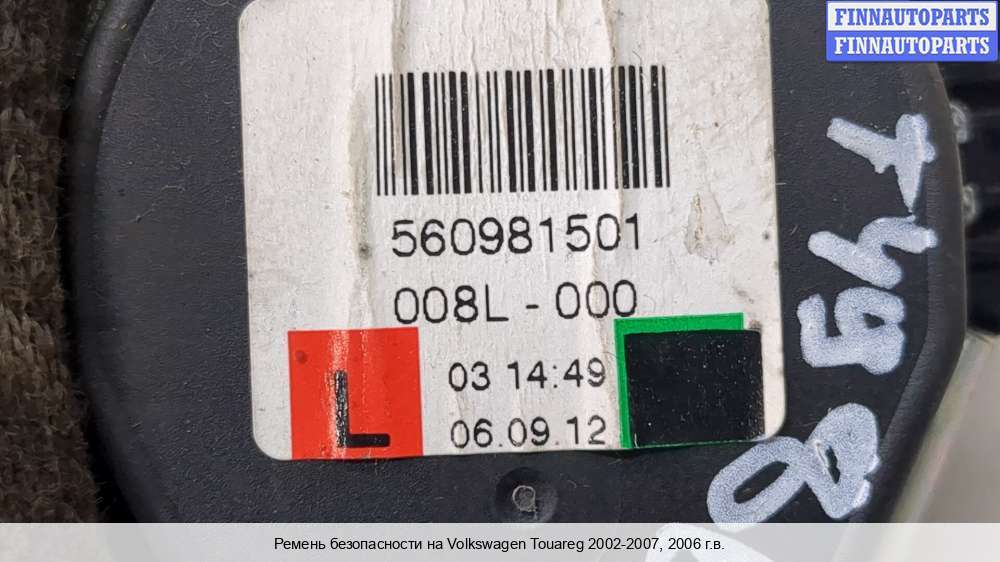 FINNAUTOPARTS
FINNAUTOPARTS
560981501
008L - 000
L
03 14:49
06.09.12
Ремень безопасности на Volkswagen Touareg 2002-2007, 2006 г.в.